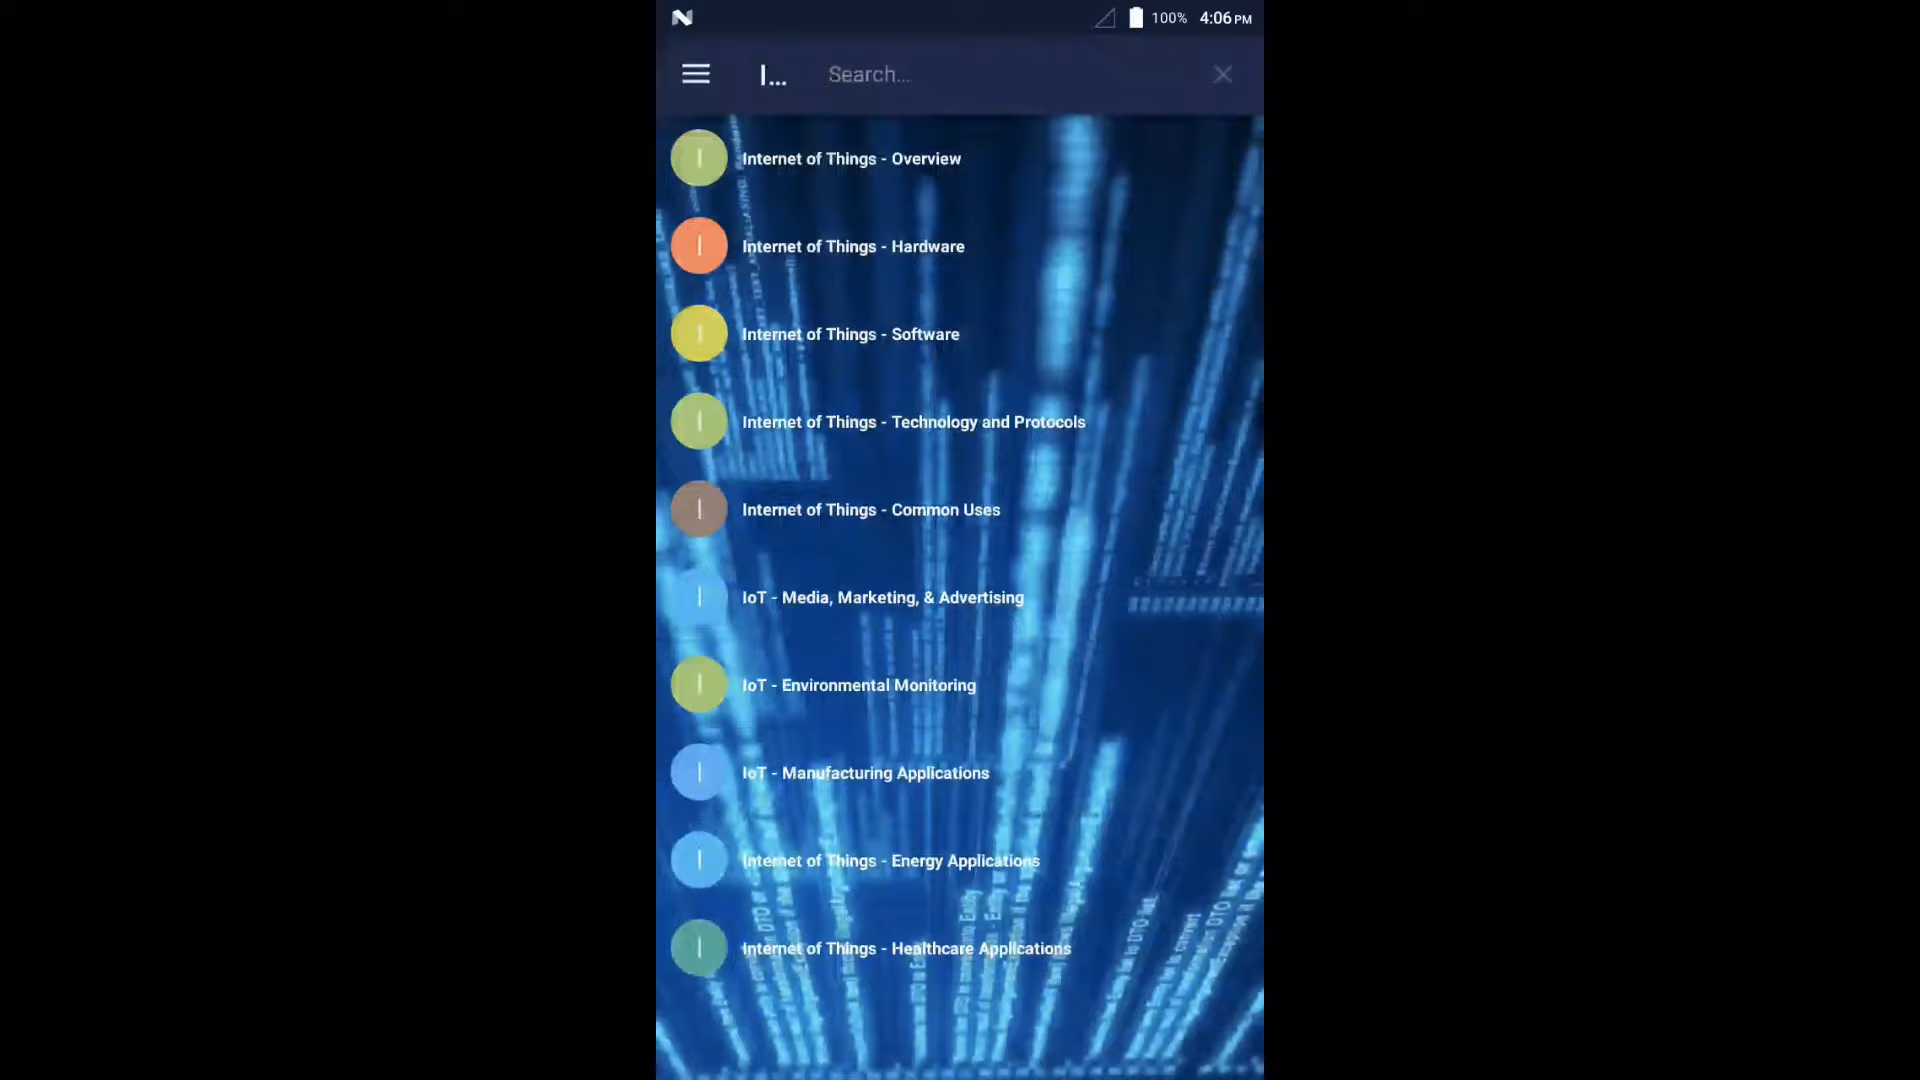 100% 4:06 PM
I... Search...
I Internet of Things - Overview
I Internet of Things - Hardware
I Internet of Things - Software
I Internet of Things - Technology and Protocols
I Internet of Things - Common Uses
I IoT - Media, Marketing, & Advertising
I IoT - Environmental Monitoring
I IoT - Manufacturing Applications
I Internet of Things - Energy Applications
I Internet of Things - Healthcare Applications